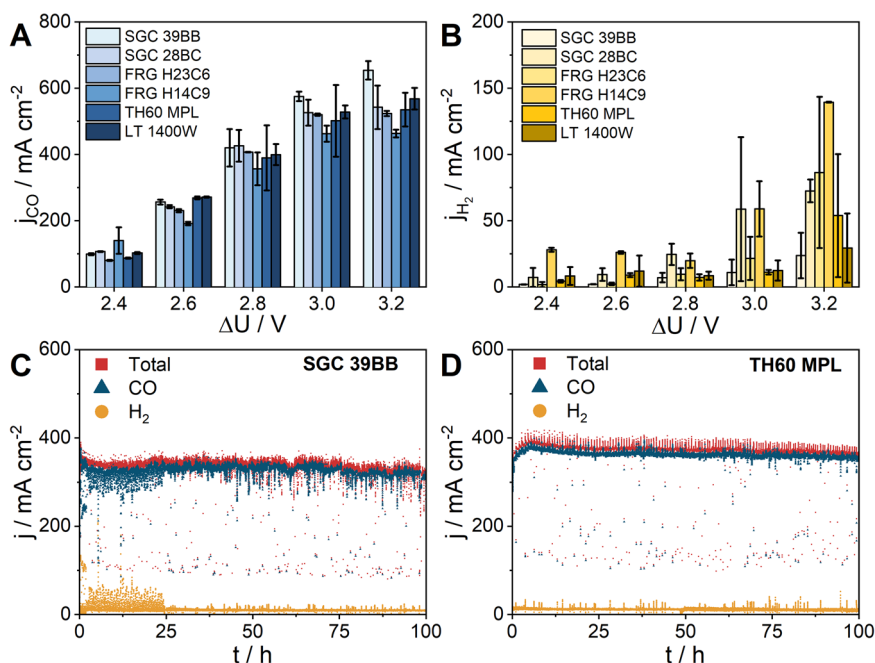 A
SGC 39BB
SGC 28BC
FRG H23C6
FRG H14C9
TH60 MPL
LT 1400W
800
600
400
200
0
j_CO / mA cm⁻²
2.4 2.6 2.8 3.0 3.2
ΔU / V
B
SGC 39BB
SGC 28BC
FRG H23C6
FRG H14C9
TH60 MPL
LT 1400W
200
150
100
50
0
j_H₂ / mA cm⁻²
2.4 2.6 2.8 3.0 3.2
ΔU / V
C
Total
CO
H₂
SGC 39BB
600
400
200
0
j / mA cm⁻²
0 25 50 75 100
t / h
D
Total
CO
H₂
TH60 MPL
600
400
200
0
j / mA cm⁻²
0 25 50 75 100
t / h